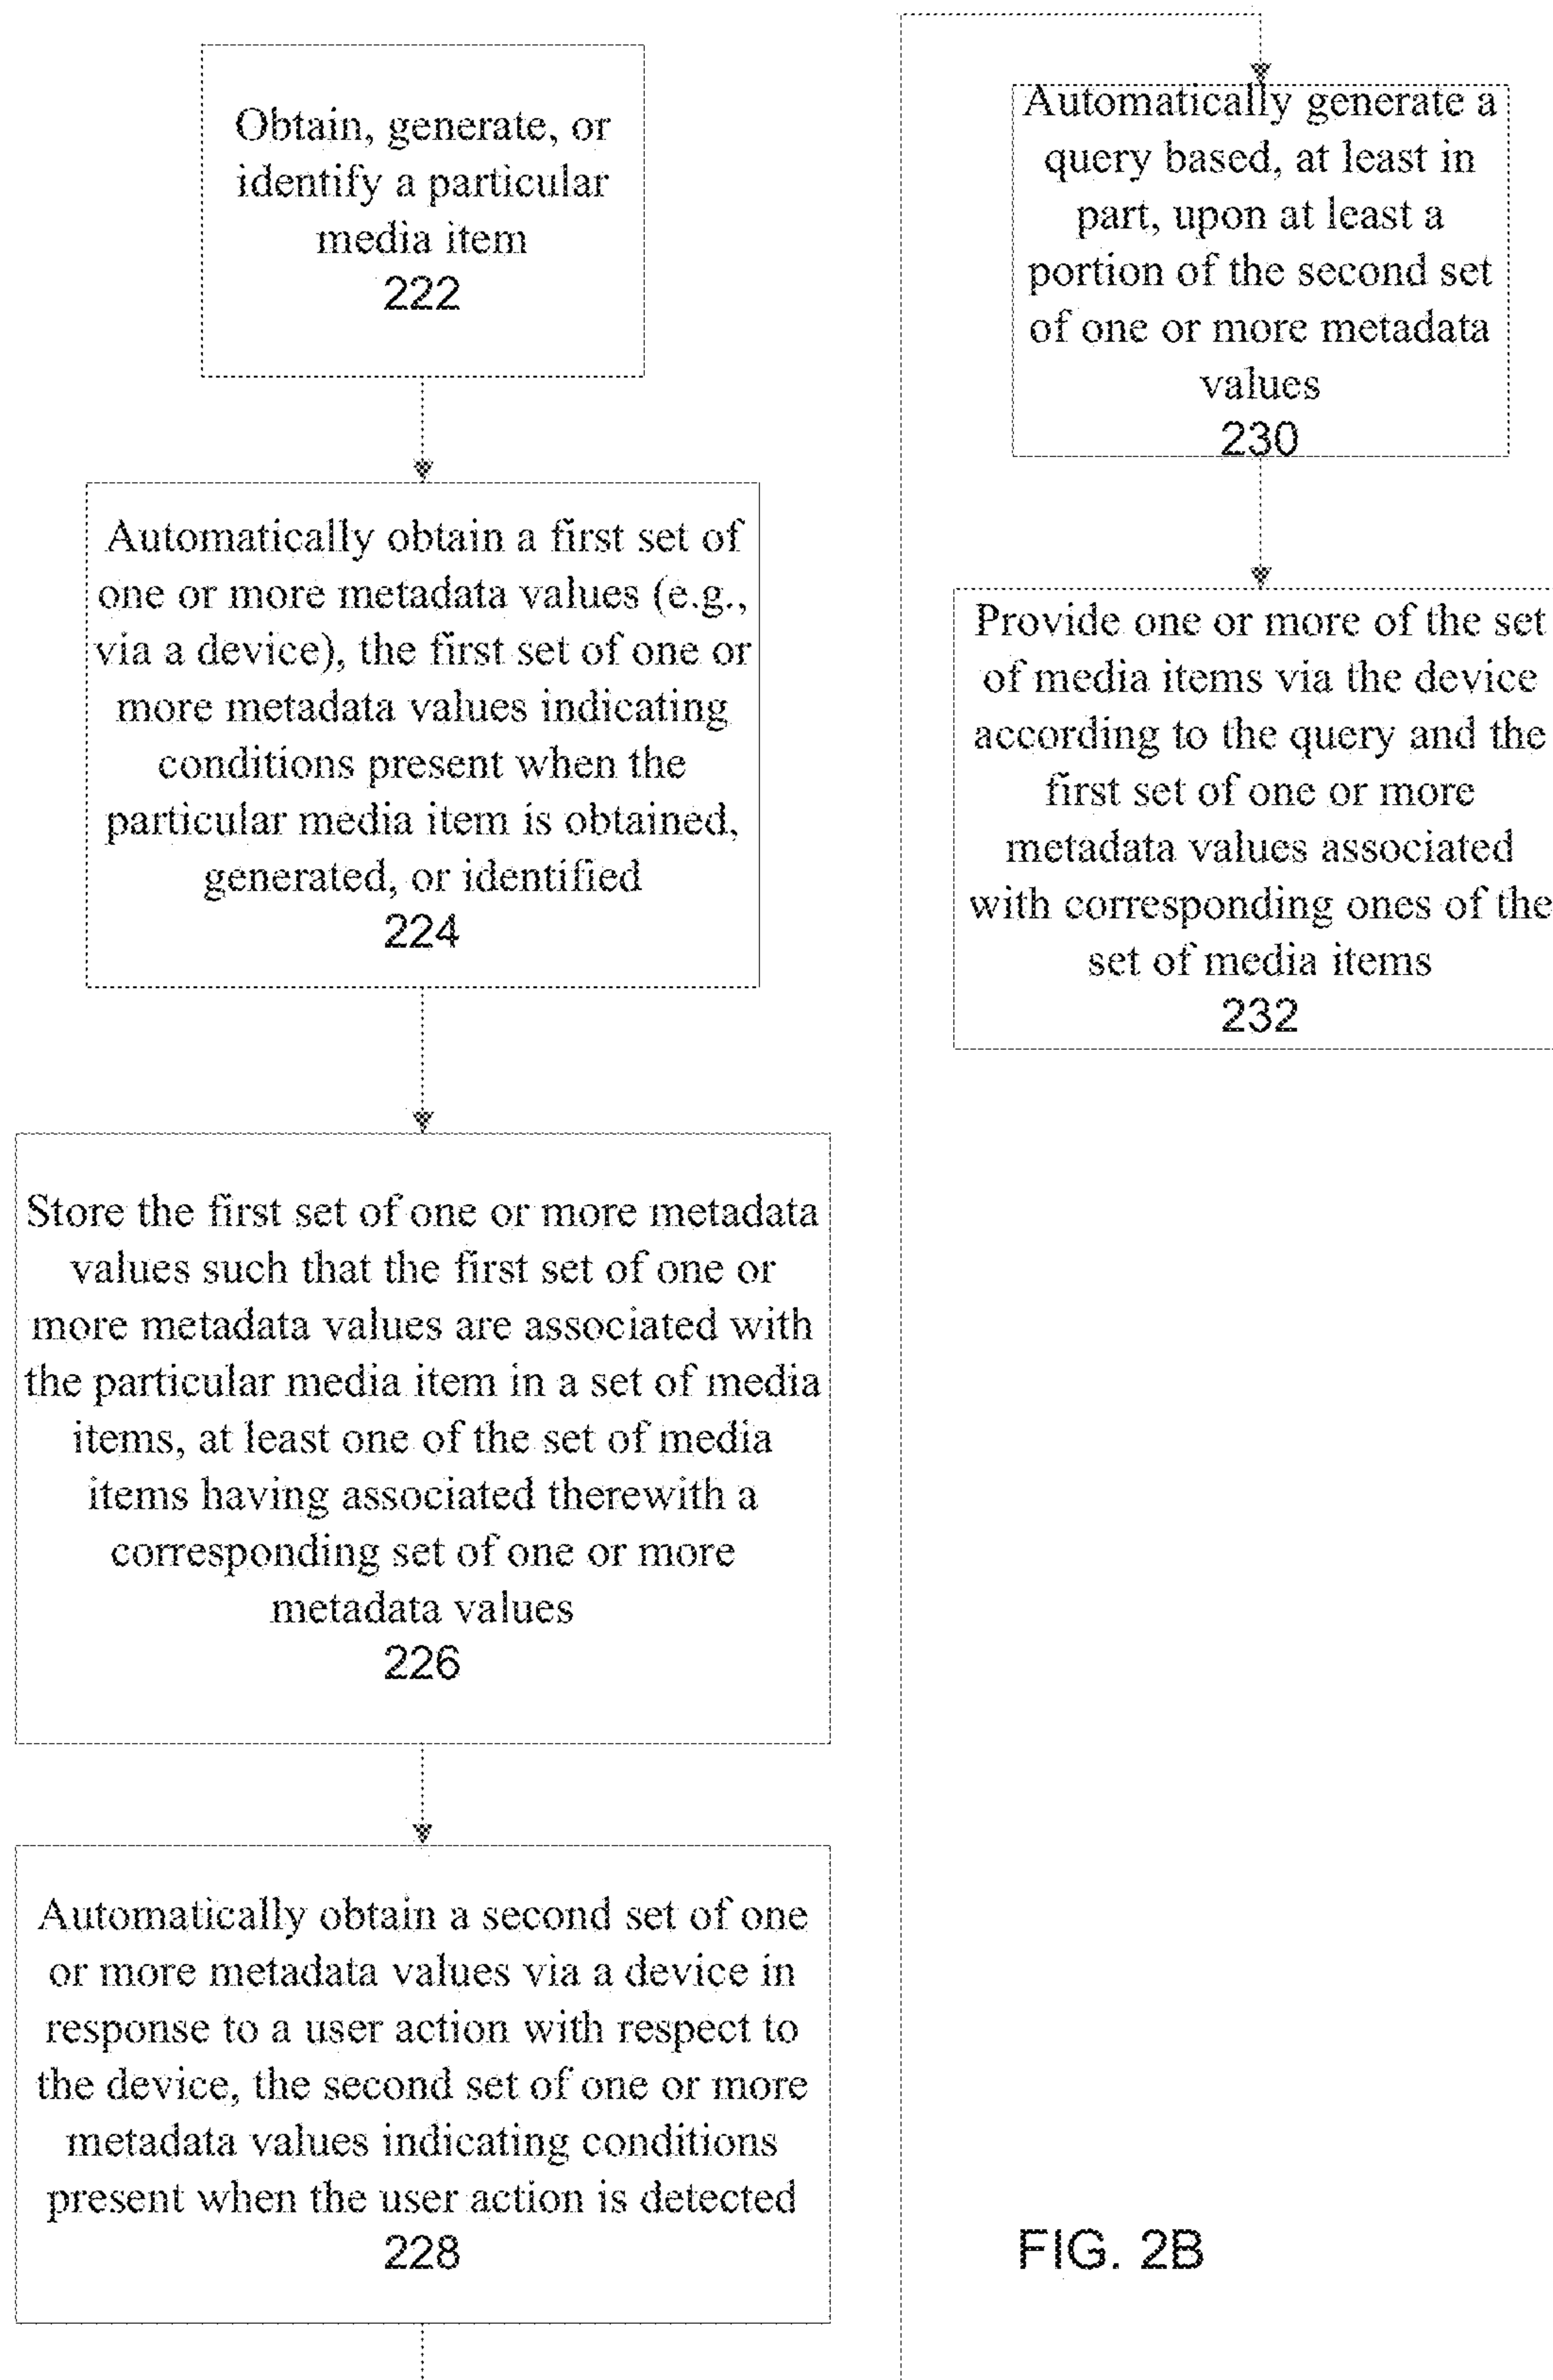 Obtain, generate, or
identify a particular
media item
222
Automatically obtain a first set of
one or more metadata values (e.g.,
via a device), the first set of one or
more metadata values indicating
conditions present when the
particular media item is obtained,
generated, or identified
224
Store the first set of one or more metadata
values such that the first set of one or
more metadata values are associated with
the particular media item in a set of media
items, at least one of the set of media
items having associated therewith a
corresponding set of one or more
metadata values
226
Automatically obtain a second set of one
or more metadata values via a device in
response to a user action with respect to
the device, the second set of one or more
metadata values indicating conditions
present when the user action is detected
228
Automatically generate a
query based, at least in
part, upon at least a
portion of the second set
of one or more metadata
values
230
Provide one or more of the set
of media items via the device
according to the query and the
first set of one or more
metadata values associated
with corresponding ones of the
set of media items
232
FIG. 2B